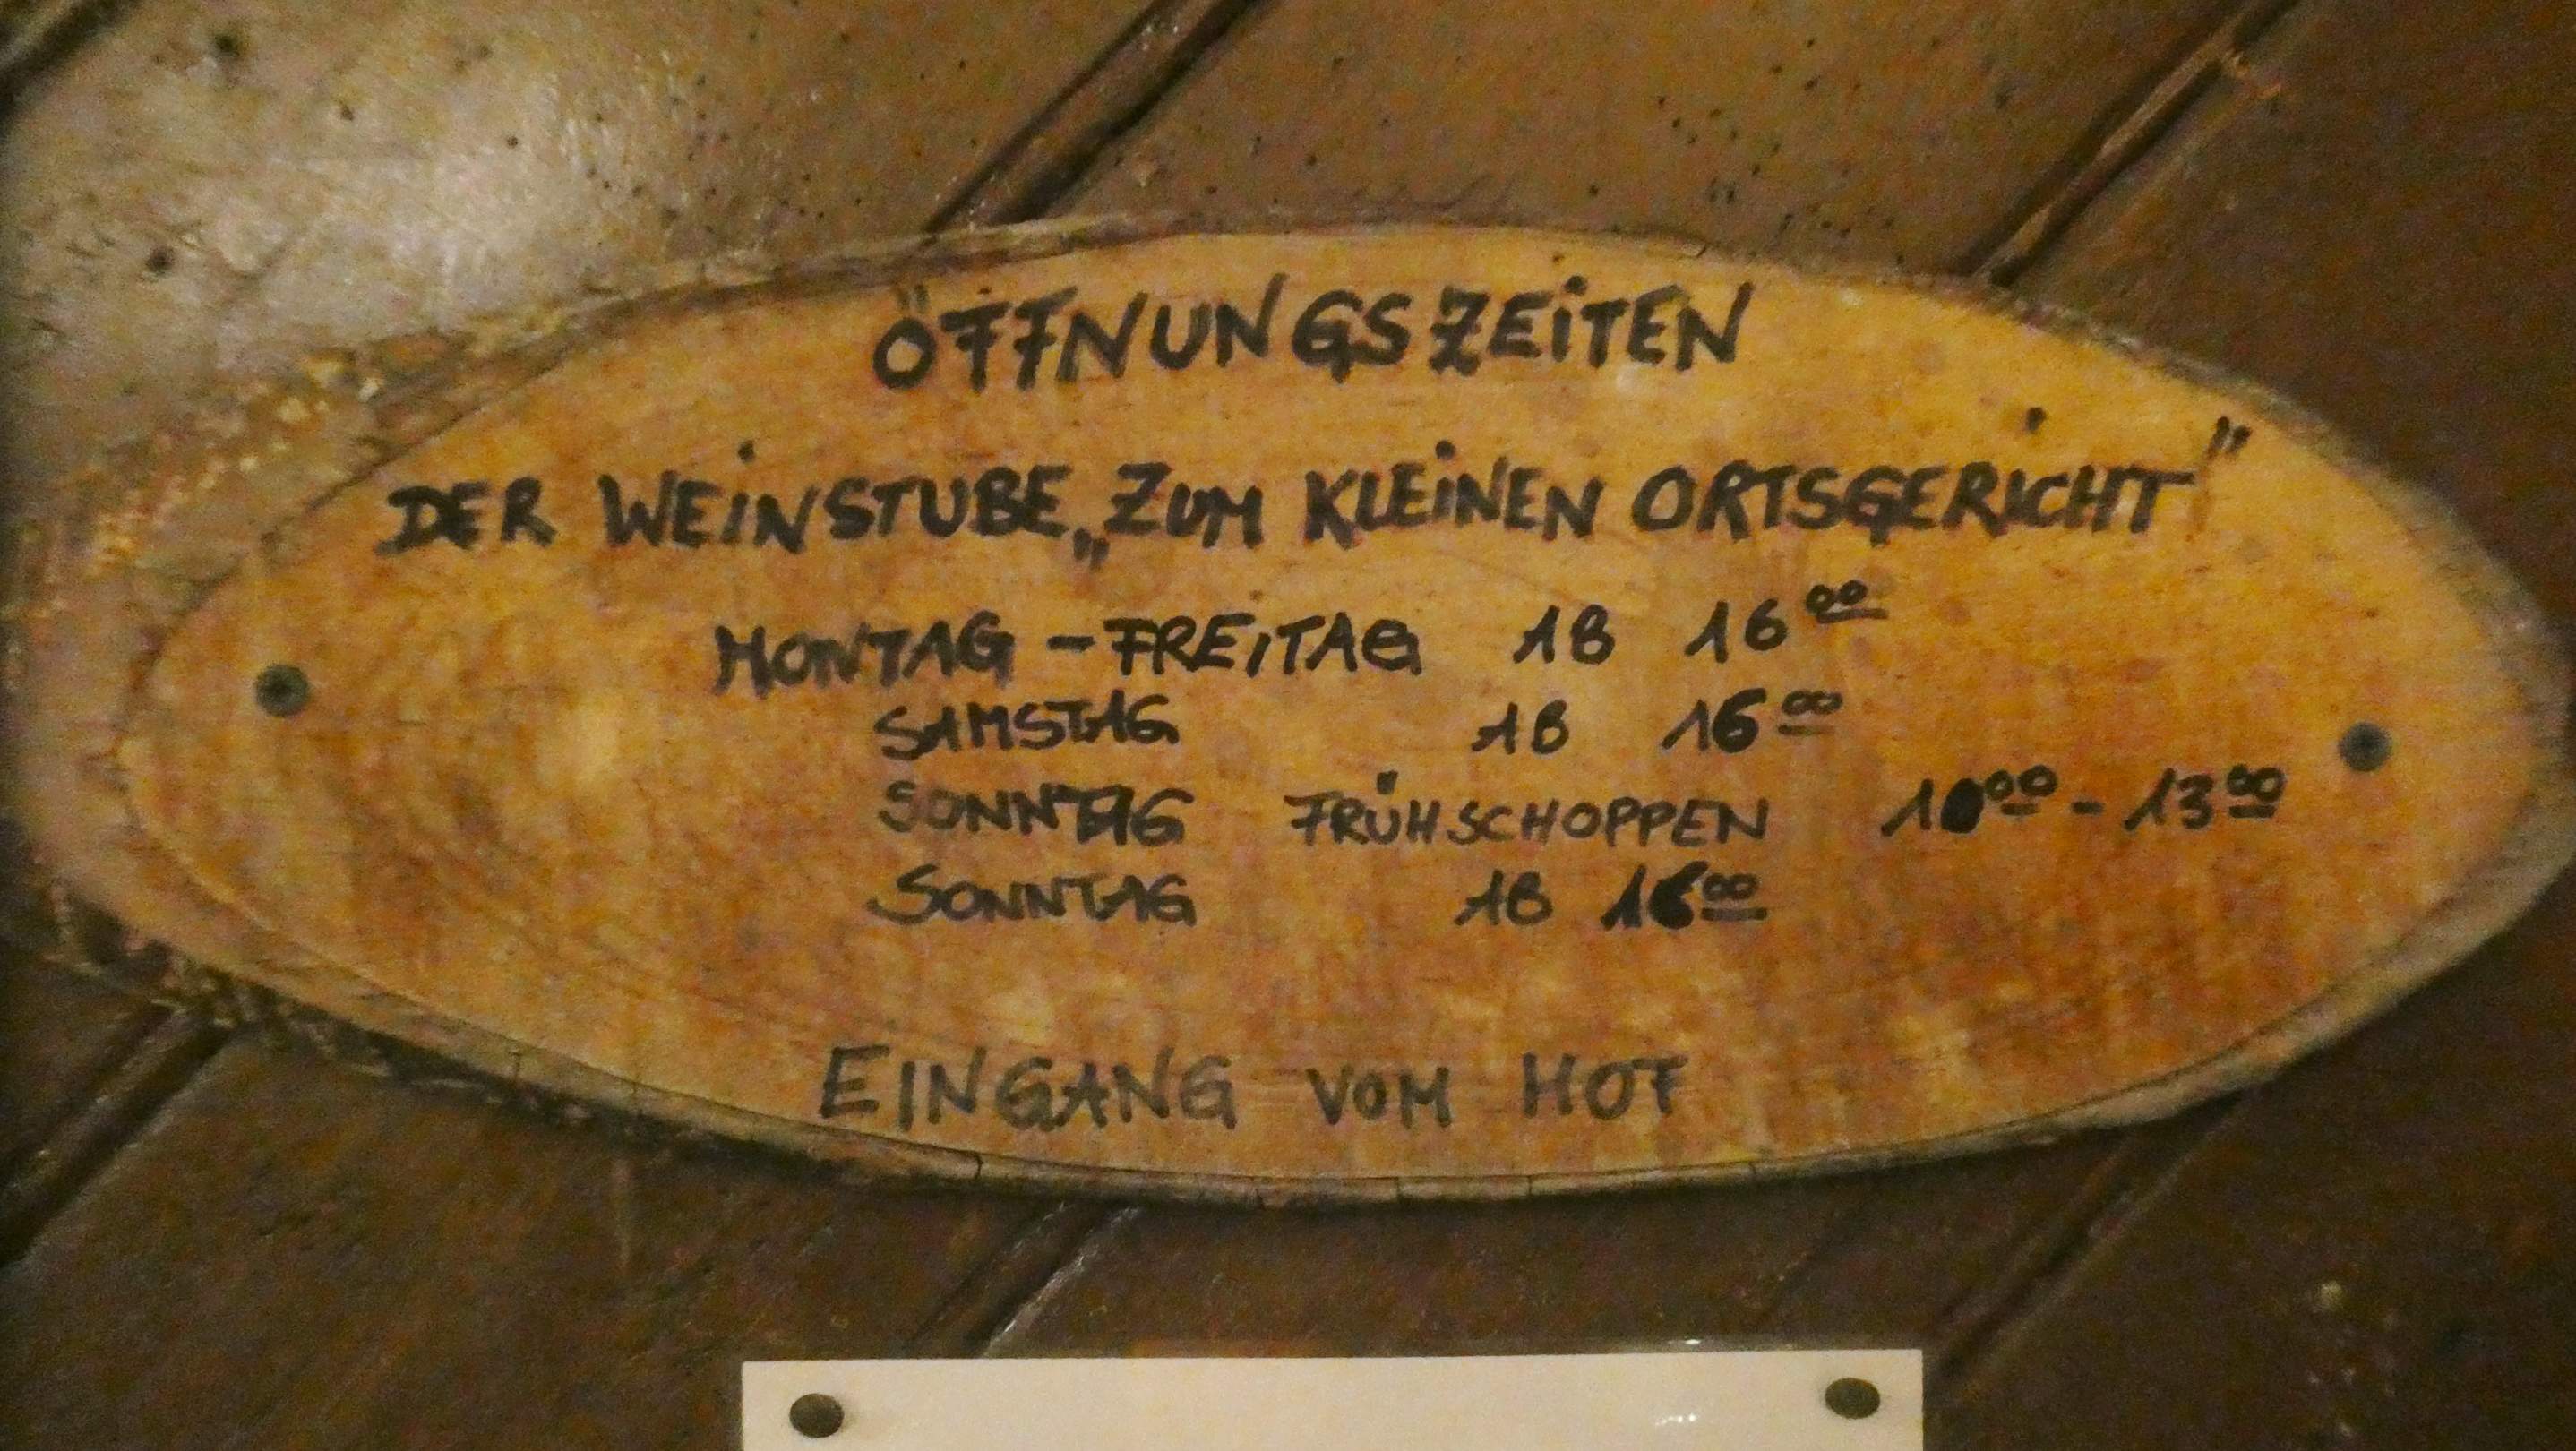 ÖFFNUNGSZEITEN
DER WEINSTUBE „ZUM KLEINEN ORTSGERICHT"
MONTAG - FREITAG AB 16⁰⁰
SAMSTAG AB 16⁰⁰
SONNTAG FRÜHSCHOPPEN 10⁰⁰ - 13⁰⁰
SONNTAG AB 16⁰⁰
EINGANG VOM HOF